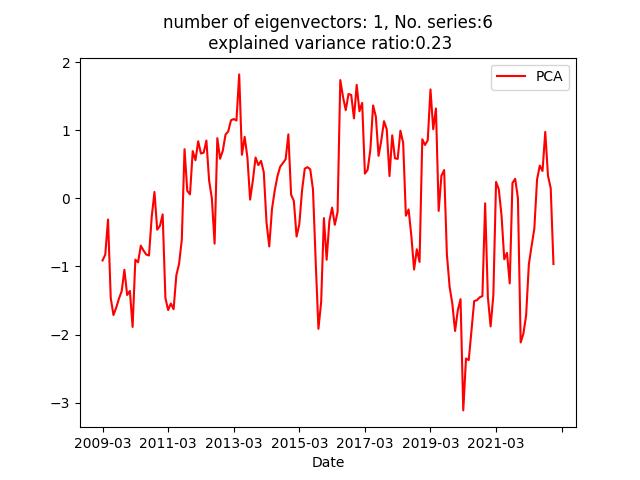 number of eigenvectors: 1, No. series:6
explained variance ratio:0.23
PCA
2
1
0
−1
−2
−3
2009-03 2011-03 2013-03 2015-03 2017-03 2019-03 2021-03
Date